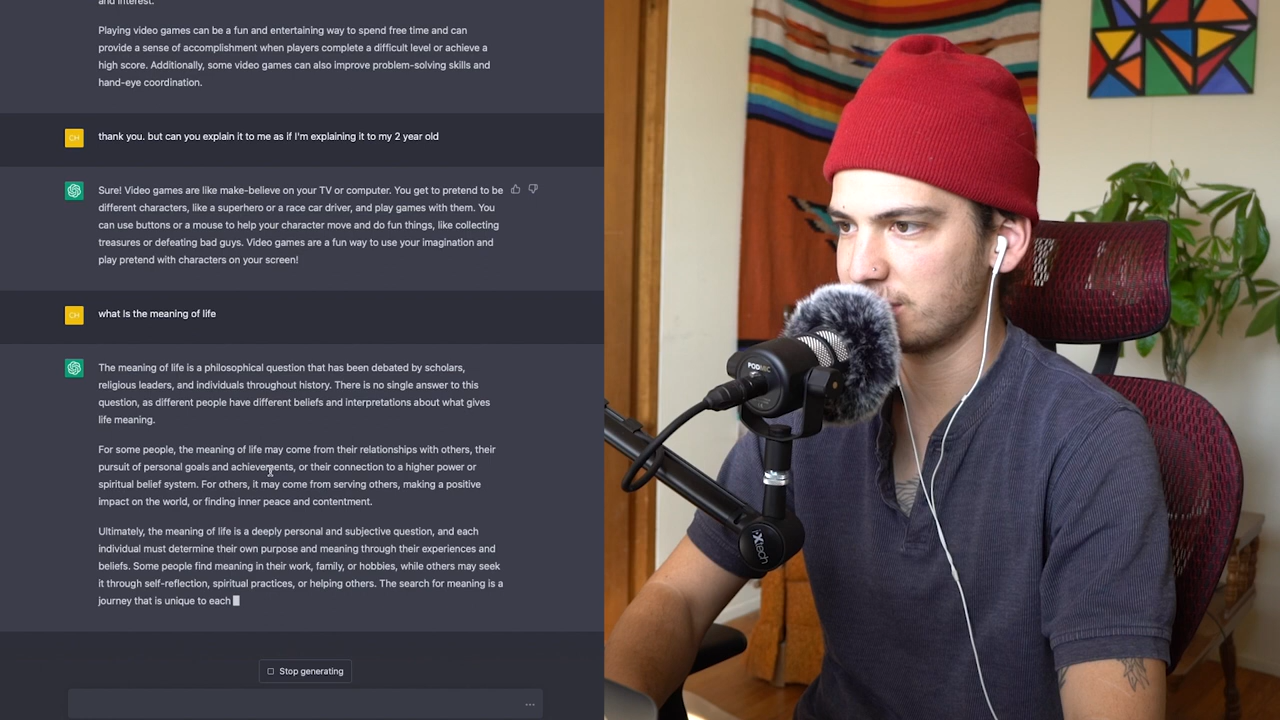 and interest.
Playing video games can be a fun and entertaining way to spend free time and can
provide a sense of accomplishment when players complete a difficult level or achieve a
high score. Additionally, some video games can also improve problem-solving skills and
hand-eye coordination.
CH
thank you. but can you explain it to me as if I'm explaining it to my 2 year old
Sure! Video games are like make-believe on your TV or computer. You get to pretend to be
different characters, like a superhero or a race car driver, and play games with them. You
can use buttons or a mouse to help your character move and do fun things, like collecting
treasures or defeating bad guys. Video games are a fun way to use your imagination and
play pretend with characters on your screen!
CH
what is the meaning of life
The meaning of life is a philosophical question that has been debated by scholars,
religious leaders, and individuals throughout history. There is no single answer to this
question, as different people have different beliefs and interpretations about what gives
life meaning.
For some people, the meaning of life may come from their relationships with others, their
pursuit of personal goals and achievements, or their connection to a higher power or
spiritual belief system. For others, it may come from serving others, making a positive
impact on the world, or finding inner peace and contentment.
Ultimately, the meaning of life is a deeply personal and subjective question, and each
individual must determine their own purpose and meaning through their experiences and
beliefs. Some people find meaning in their work, family, or hobbies, while others may seek
it through self-reflection, spiritual practices, or helping others. The search for meaning is a
journey that is unique to each
Stop generating
PODMIC
iXtech